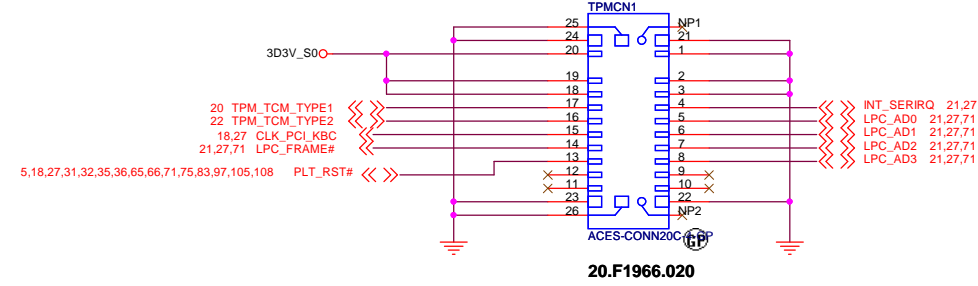 TPMCN1
25 NP1
24 21
3D3V_S0 20 1
19 2
18 3
20 TPM_TCM_TYPE1 17 4 INT_SERIRQ 21,27
22 TPM_TCM_TYPE2 16 5 LPC_AD0 21,27,71
18,27 CLK_PCI_KBC 15 6 LPC_AD1 21,27,71
21,27,71 LPC_FRAME# 14 7 LPC_AD2 21,27,71
13 8 LPC_AD3 21,27,71
5,18,27,31,32,35,36,65,66,71,75,83,97,105,108 PLT_RST# 12 9
11 10
23 22
26 NP2
ACES-CONN20C-
GP
20.F1966.020